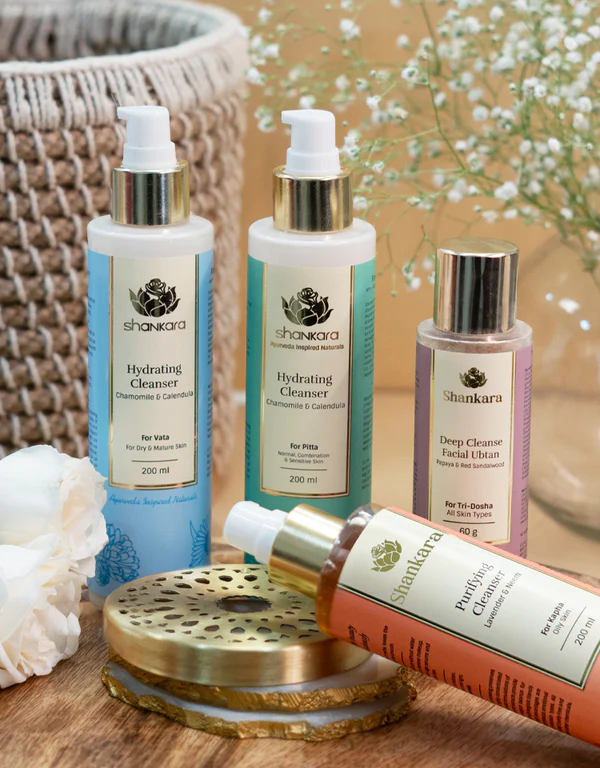 shankara
Hydrating
Cleanser
Chamomile & Calendula
For Vata
For Dry & Mature Skin
200 ml
Ayurveda Inspired Naturals
shankara
Ayurveda Inspired Naturals
Hydrating
Cleanser
Chamomile & Calendula
For Pitta
Normal, Combination
& Sensitive Skin
200 ml
Shankara
Deep Cleanse
Facial Ubtan
Papaya & Red Sandalwood
For Tri-Dosha
All Skin Types
60 g
Shankara
Purifying
Cleanser
Lavender & Neem
For Kapha
Oily Skin
200 ml